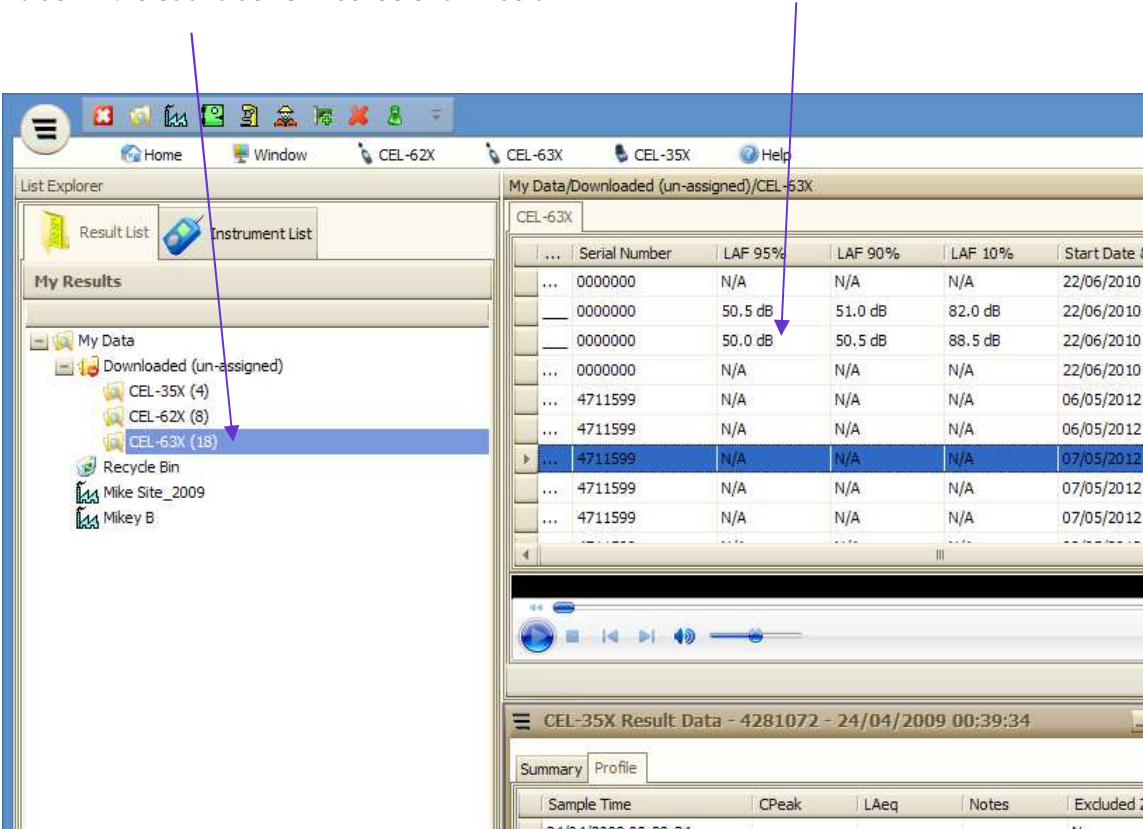 Home Window CEL-62X CEL-63X CEL-35X Help
List Explorer
Result List Instrument List
My Results
My Data
Downloaded (un-assigned)
CEL-35X (4)
CEL-62X (8)
CEL-63X (18)
Recycle Bin
Mike Site_2009
Mikey B
My Data/Downloaded (un-assigned)/CEL-63X
CEL-63X
... Serial Number LAF 95% LAF 90% LAF 10% Start Date
... 0000000 N/A N/A N/A 22/06/2010
___ 0000000 50.5 dB 51.0 dB 82.0 dB 22/06/2010
___ 0000000 50.0 dB 50.5 dB 88.5 dB 22/06/2010
... 0000000 N/A N/A N/A 22/06/2010
... 4711599 N/A N/A N/A 06/05/2012
... 4711599 N/A N/A N/A 06/05/2012
... 4711599 N/A N/A N/A 07/05/2012
... 4711599 N/A N/A N/A 07/05/2012
... 4711599 N/A N/A N/A 07/05/2012
CEL-35X Result Data - 4281072 - 24/04/2009 00:39:34
Summary Profile
Sample Time CPeak LAeq Notes Excluded